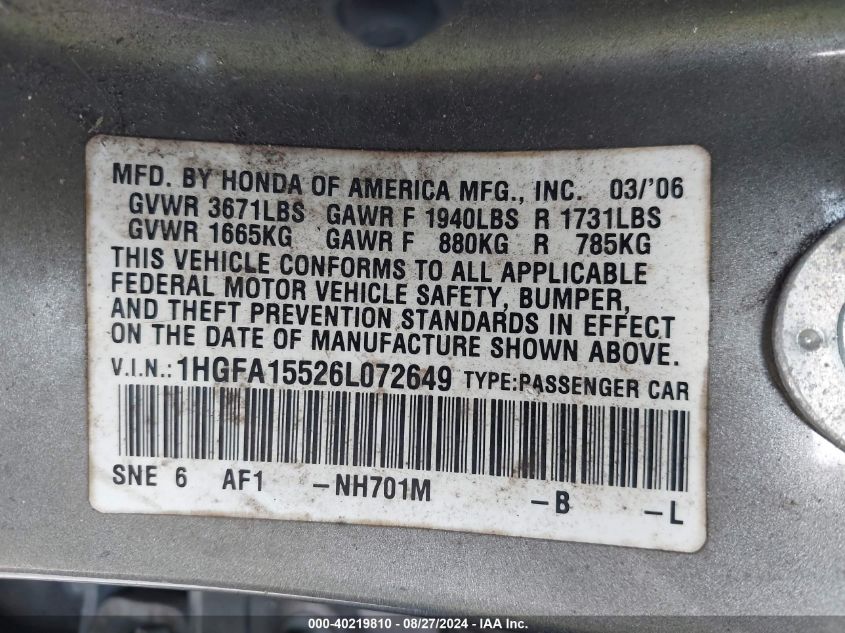 MFD. BY HONDA OF AMERICA MFG., INC. 03/'06
GVWR 3671LBS GAWR F 1940LBS R 1731LBS
GVWR 1665KG GAWR F 880KG R 785KG
THIS VEHICLE CONFORMS TO ALL APPLICABLE
FEDERAL MOTOR VEHICLE SAFETY, BUMPER,
AND THEFT PREVENTION STANDARDS IN EFFECT
ON THE DATE OF MANUFACTURE SHOWN ABOVE.
V.I.N.: 1HGFA15526L072649 TYPE:PASSENGER CAR
SNE 6 AF1 -NH701M -B -L
000-40219810 - 08/27/2024 - IAA Inc.